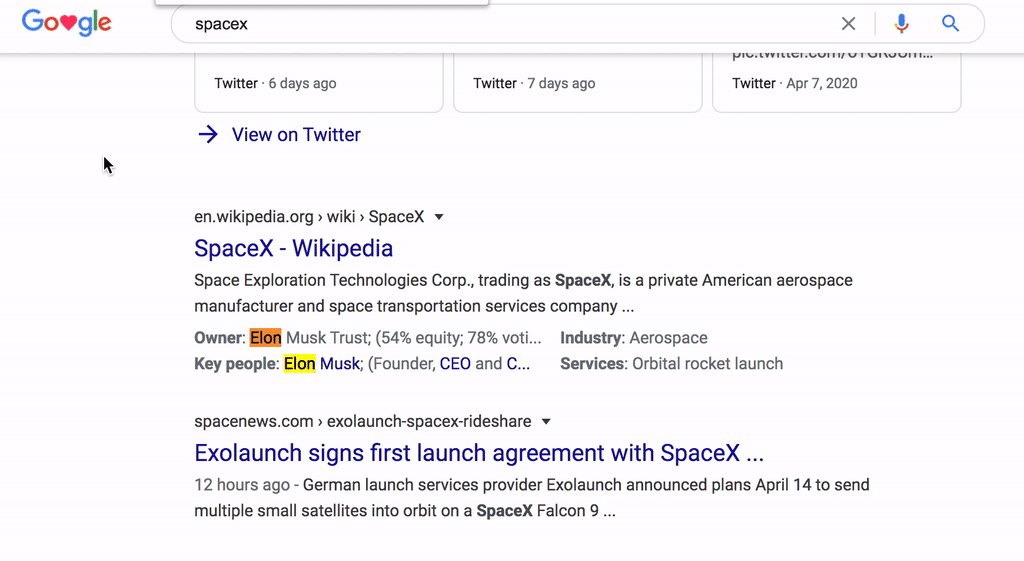 Google
spacex
pic.twitter.com/
Twitter · 6 days ago
Twitter · 7 days ago
Twitter · Apr 7, 2020
View on Twitter
en.wikipedia.org › wiki › SpaceX
SpaceX - Wikipedia
Space Exploration Technologies Corp., trading as SpaceX, is a private American aerospace
manufacturer and space transportation services company ...
Owner: Elon Musk Trust; (54% equity; 78% voti... Industry: Aerospace
Key people: Elon Musk; (Founder, CEO and C... Services: Orbital rocket launch
spacenews.com › exolaunch-spacex-rideshare
Exolaunch signs first launch agreement with SpaceX ...
12 hours ago - German launch services provider Exolaunch announced plans April 14 to send
multiple small satellites into orbit on a SpaceX Falcon 9 ...